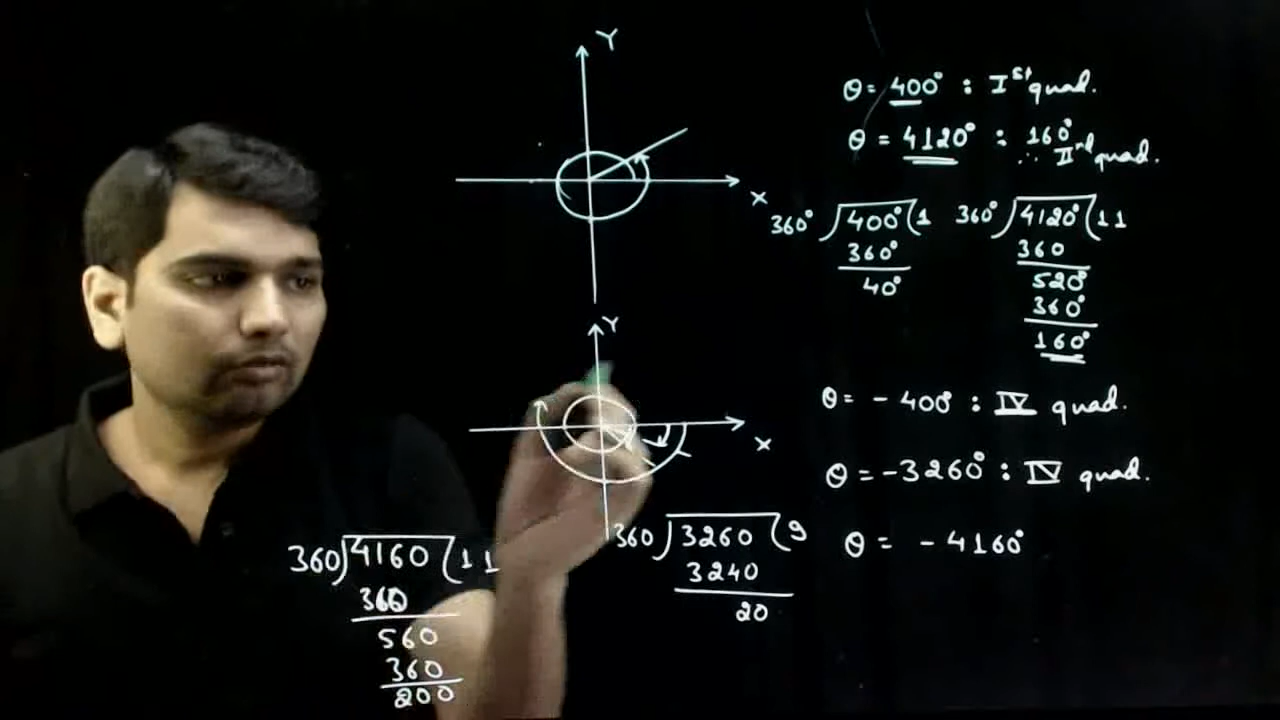 Y
X
θ = 400° : Iˢᵗ quad.
θ = 4120° : 160°
∴ IIⁿᵈ quad.
360° ) 400° ( 1
360°
40°
360° ) 4120° ( 11
360
520°
360°
160°
Y
X
θ = - 400° : IV quad.
θ = -3260° : IV quad.
θ = - 4160°
360 ) 3260 ( 9
3240
20
360 ) 4160 ( 11
360
560
360
200